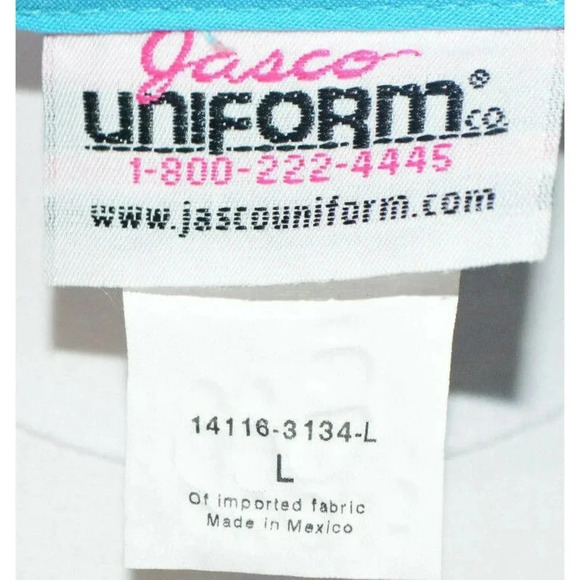 Jasco
UNIFORM® CO.
1-800-222-4445
www.jascouniform.com
14116-3134-L
L
Of imported fabric
Made in Mexico